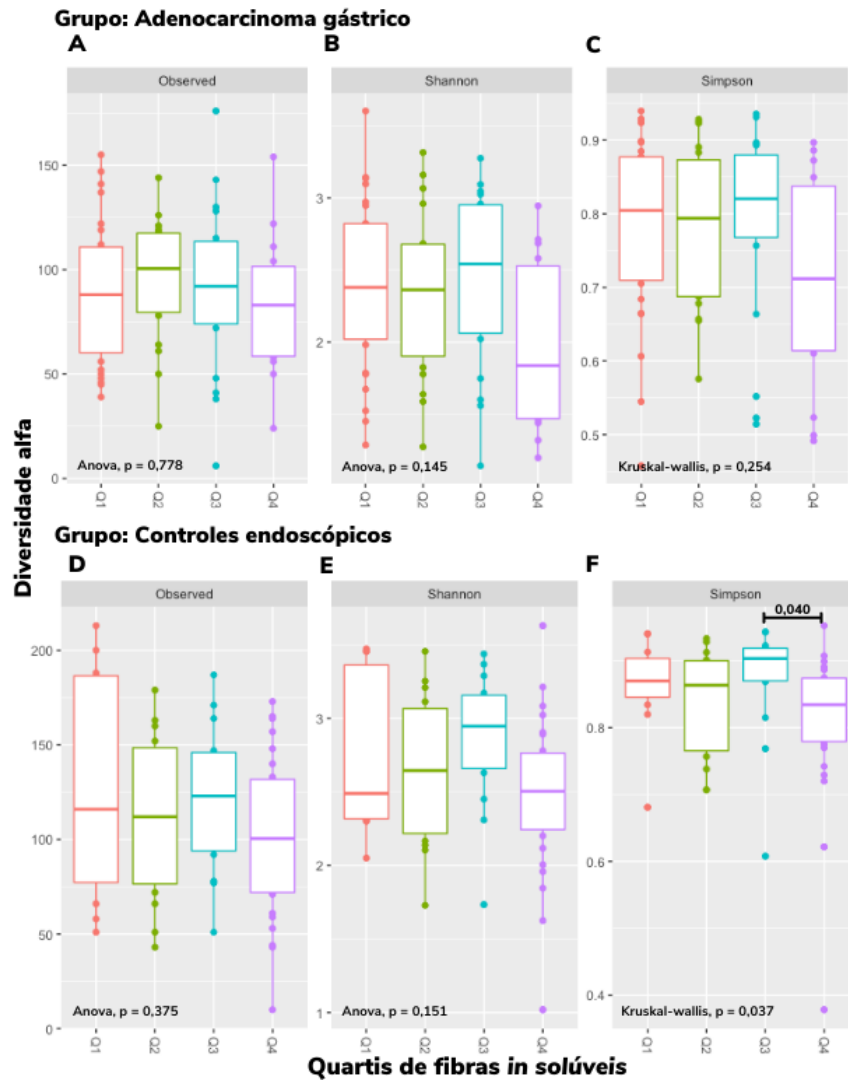 Grupo: Adenocarcinoma gástrico
A B C
Observed Shannon Simpson
150
100
50
0
3
2
0.9
0.8
0.7
0.6
0.5
Anova, p = 0,778
Anova, p = 0,145
Kruskal-wallis, p = 0,254
Q1 Q2 Q3 Q4 Q1 Q2 Q3 Q4 Q1 Q2 Q3 Q4
Diversidade alfa
Grupo: Controles endoscópicos
D E F
Observed Shannon Simpson
0,040
200
150
100
50
0
3
2
1
0.8
0.6
0.4
Anova, p = 0,375
Anova, p = 0,151
Kruskal-wallis, p = 0,037
Q1 Q2 Q3 Q4 Q1 Q2 Q3 Q4 Q1 Q2 Q3 Q4
Quartis de fibras in solúveis